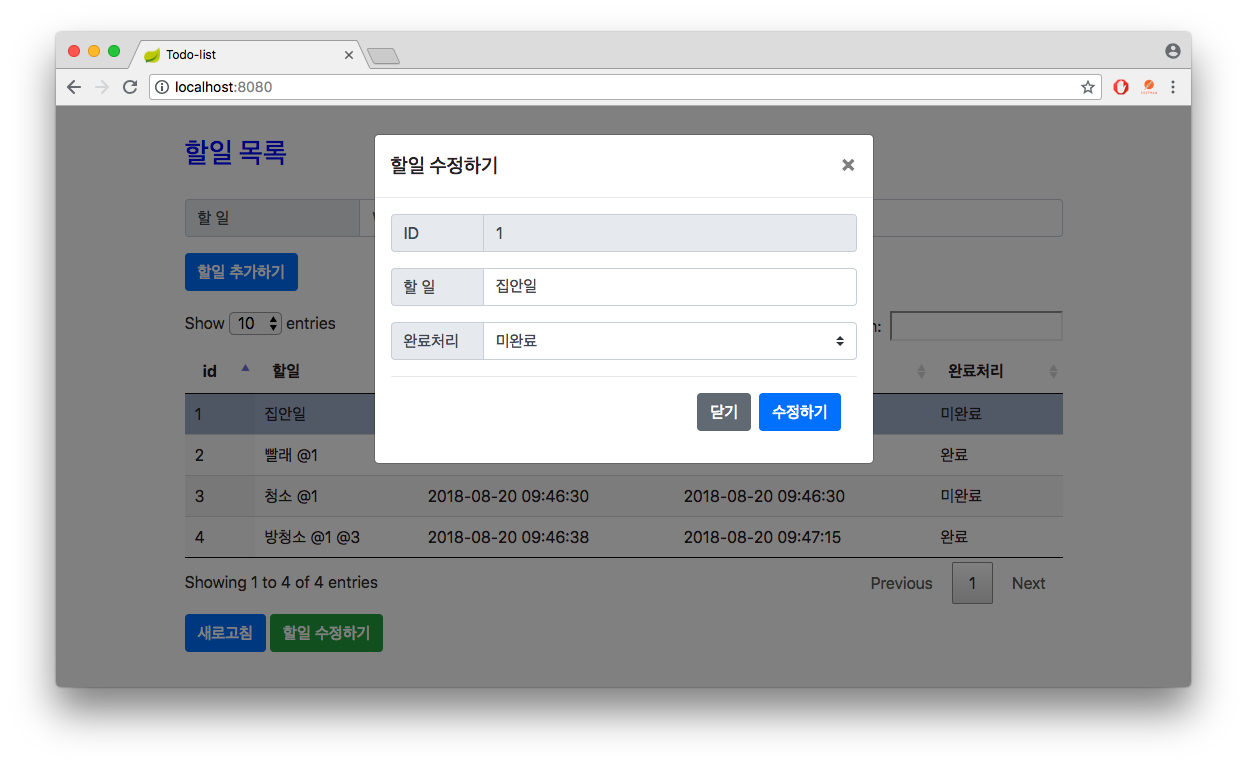 Todo-list
localhost:8080
할일 목록
할 일
할일 추가하기
Show 10 entries
id 할일 완료처리
1 집안일 미완료
2 빨래 @1 완료
3 청소 @1 2018-08-20 09:46:30 2018-08-20 09:46:30 미완료
4 방청소 @1 @3 2018-08-20 09:46:38 2018-08-20 09:47:15 완료
Showing 1 to 4 of 4 entries
Previous 1 Next
새로고침 할일 수정하기
할일 수정하기 ×
ID 1
할 일 집안일
완료처리 미완료
닫기 수정하기